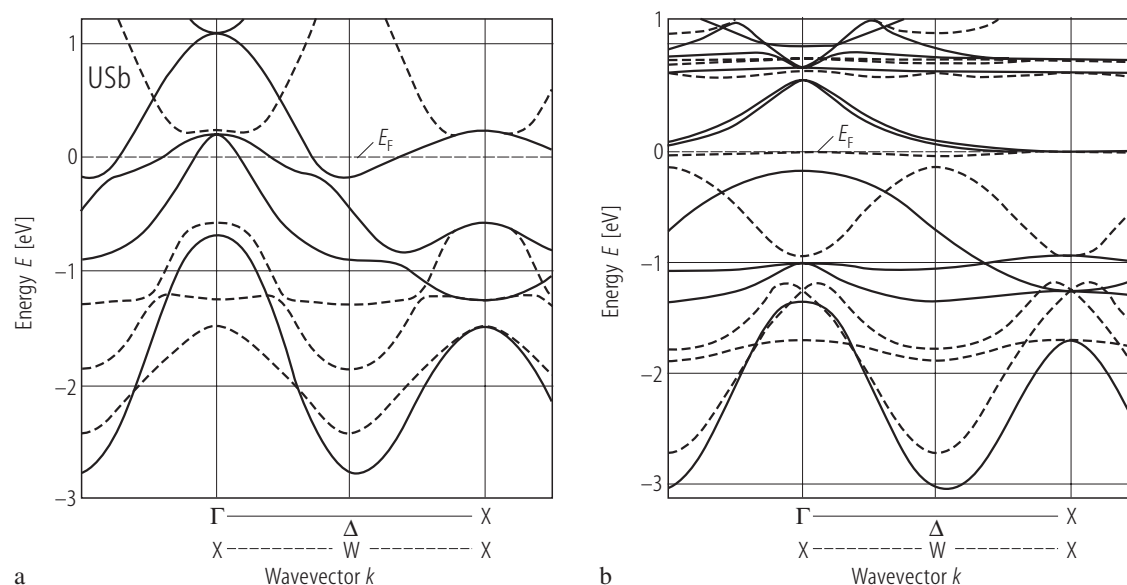 USb
E_F
1
0
−1
−2
−3
Energy E [eV]
Γ Δ X
X W X
Wavevector k
a
E_F
1
0
−1
−2
−3
Energy E [eV]
Γ Δ X
X W X
Wavevector k
b